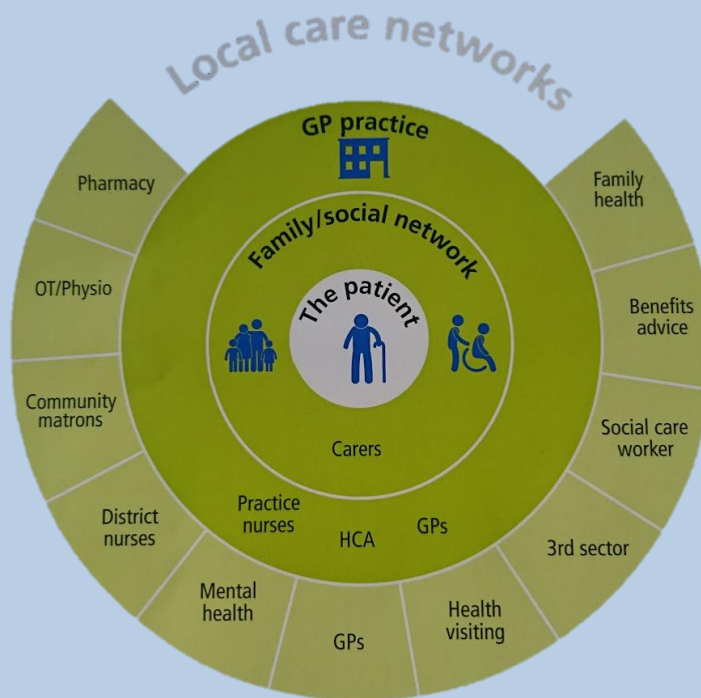 Local care networks
GP practice
Family/social network
The patient
Carers
Practice
nurses
HCA
GPs
Pharmacy
OT/Physio
Community
matrons
District
nurses
Mental
health
GPs
Health
visiting
3rd sector
Social care
worker
Benefits
advice
Family
health